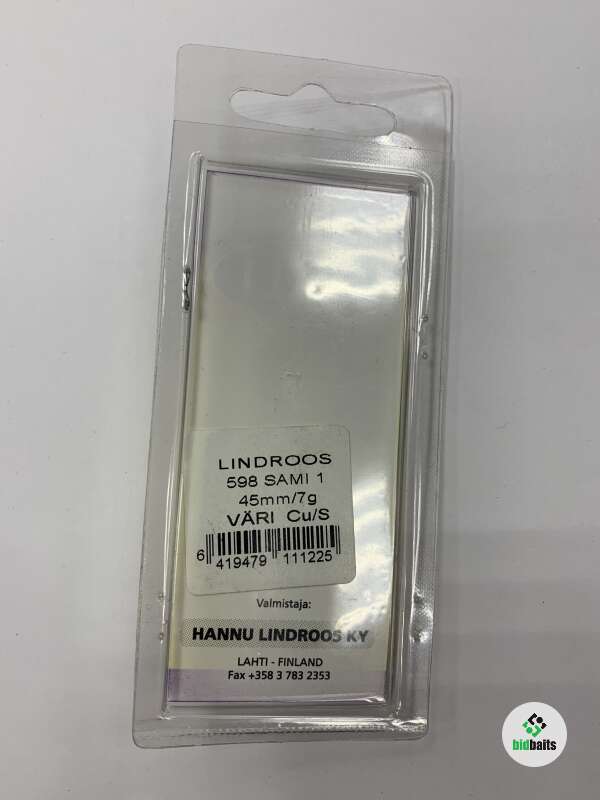 LINDROOS
598 SAMI 1
45mm/7g
VÄRI Cu/S
6 419479 111225
Valmistaja:
HANNU LINDROOS KY
LAHTI - FINLAND
Fax +358 3 783 2353
bidbaits